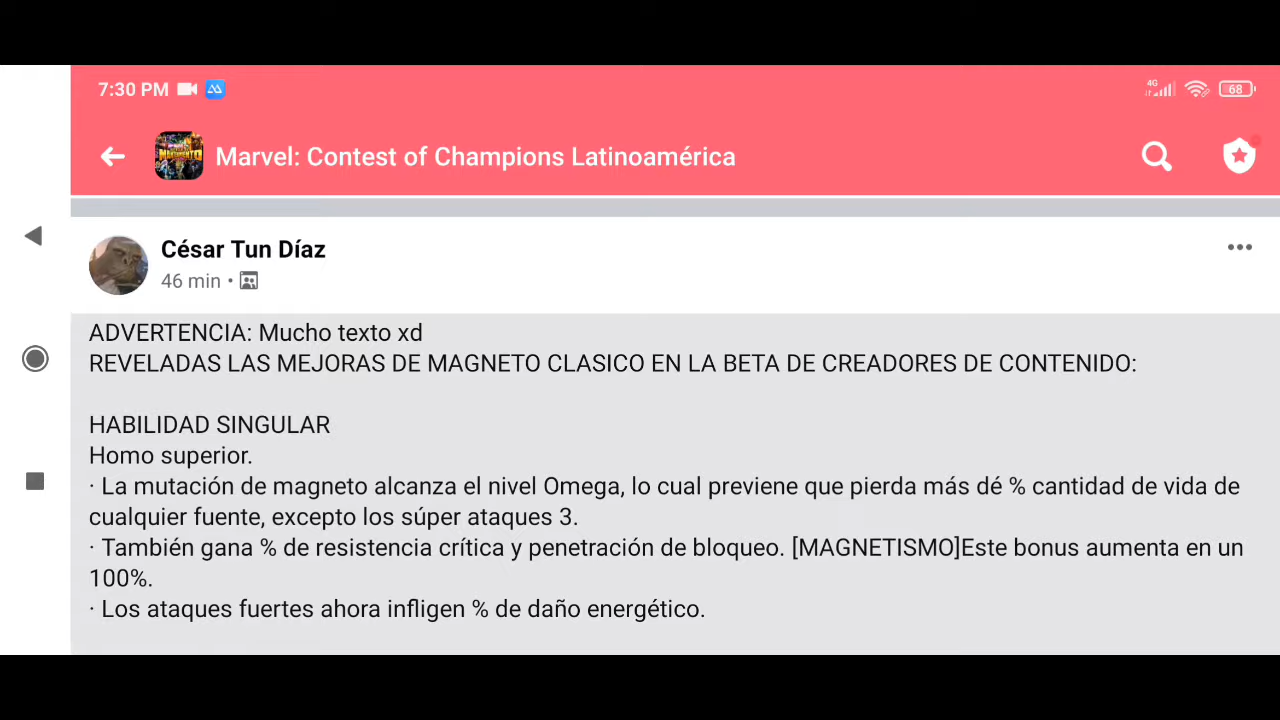 7:30 PM
4G
68
Marvel: Contest of Champions Latinoamérica
César Tun Díaz
46 min •
ADVERTENCIA: Mucho texto xd
REVELADAS LAS MEJORAS DE MAGNETO CLASICO EN LA BETA DE CREADORES DE CONTENIDO:
HABILIDAD SINGULAR
Homo superior.
· La mutación de magneto alcanza el nivel Omega, lo cual previene que pierda más dé % cantidad de vida de
cualquier fuente, excepto los súper ataques 3.
· También gana % de resistencia crítica y penetración de bloqueo. [MAGNETISMO]Este bonus aumenta en un
100%.
· Los ataques fuertes ahora infligen % de daño energético.